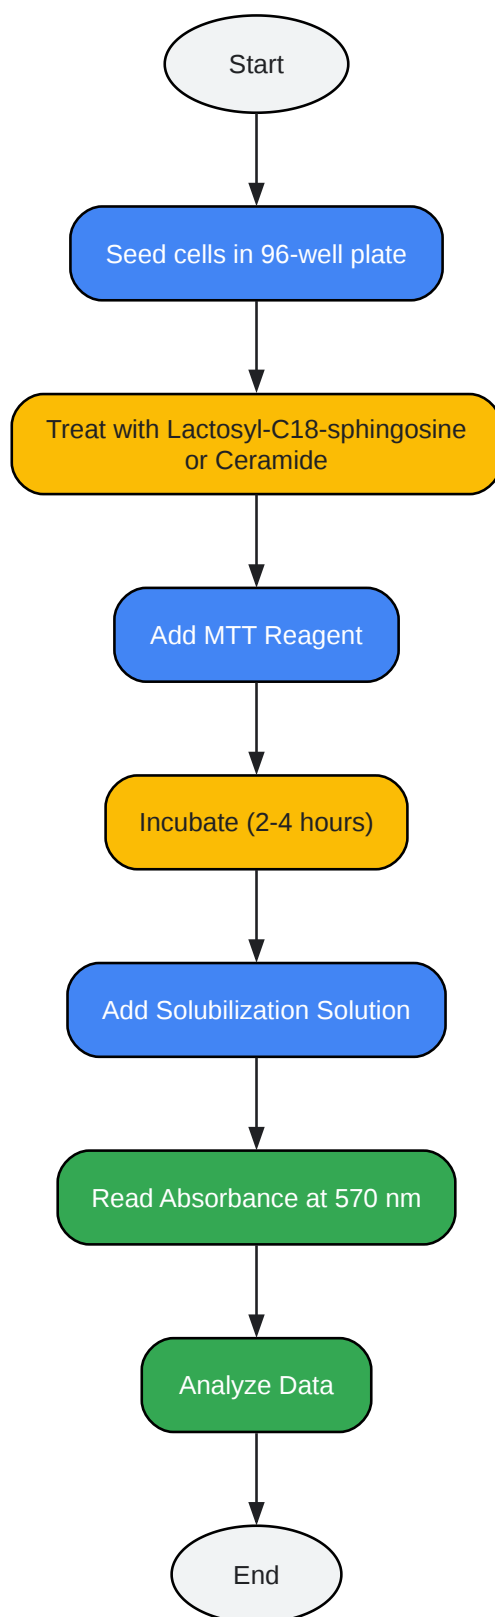 Start
Seed cells in 96-well plate
Treat with Lactosyl-C18-sphingosine
or Ceramide
Add MTT Reagent
Incubate (2-4 hours)
Add Solubilization Solution
Read Absorbance at 570 nm
Analyze Data
End